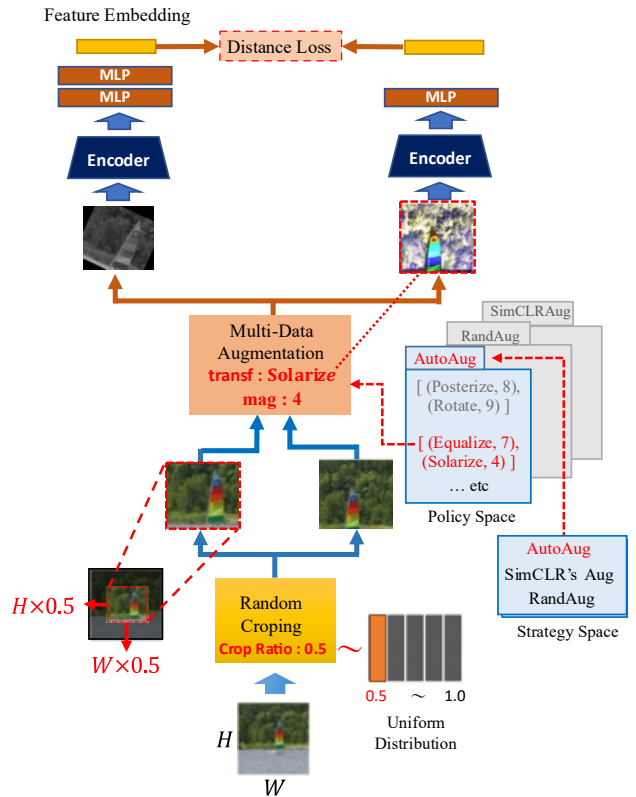 Feature Embedding
Distance Loss
MLP
MLP
MLP
Encoder
Encoder
Multi-Data
Augmentation
transf : Solarize
mag : 4
SimCLRAug
RandAug
AutoAug
[ (Posterize, 8),
(Rotate, 9) ]
[ (Equalize, 7),
(Solarize, 4) ]
… etc
Policy Space
AutoAug
SimCLR's Aug
RandAug
Strategy Space
H×0.5
W×0.5
Random
Croping
Crop Ratio : 0.5
~
0.5 ~ 1.0
Uniform
Distribution
H
W